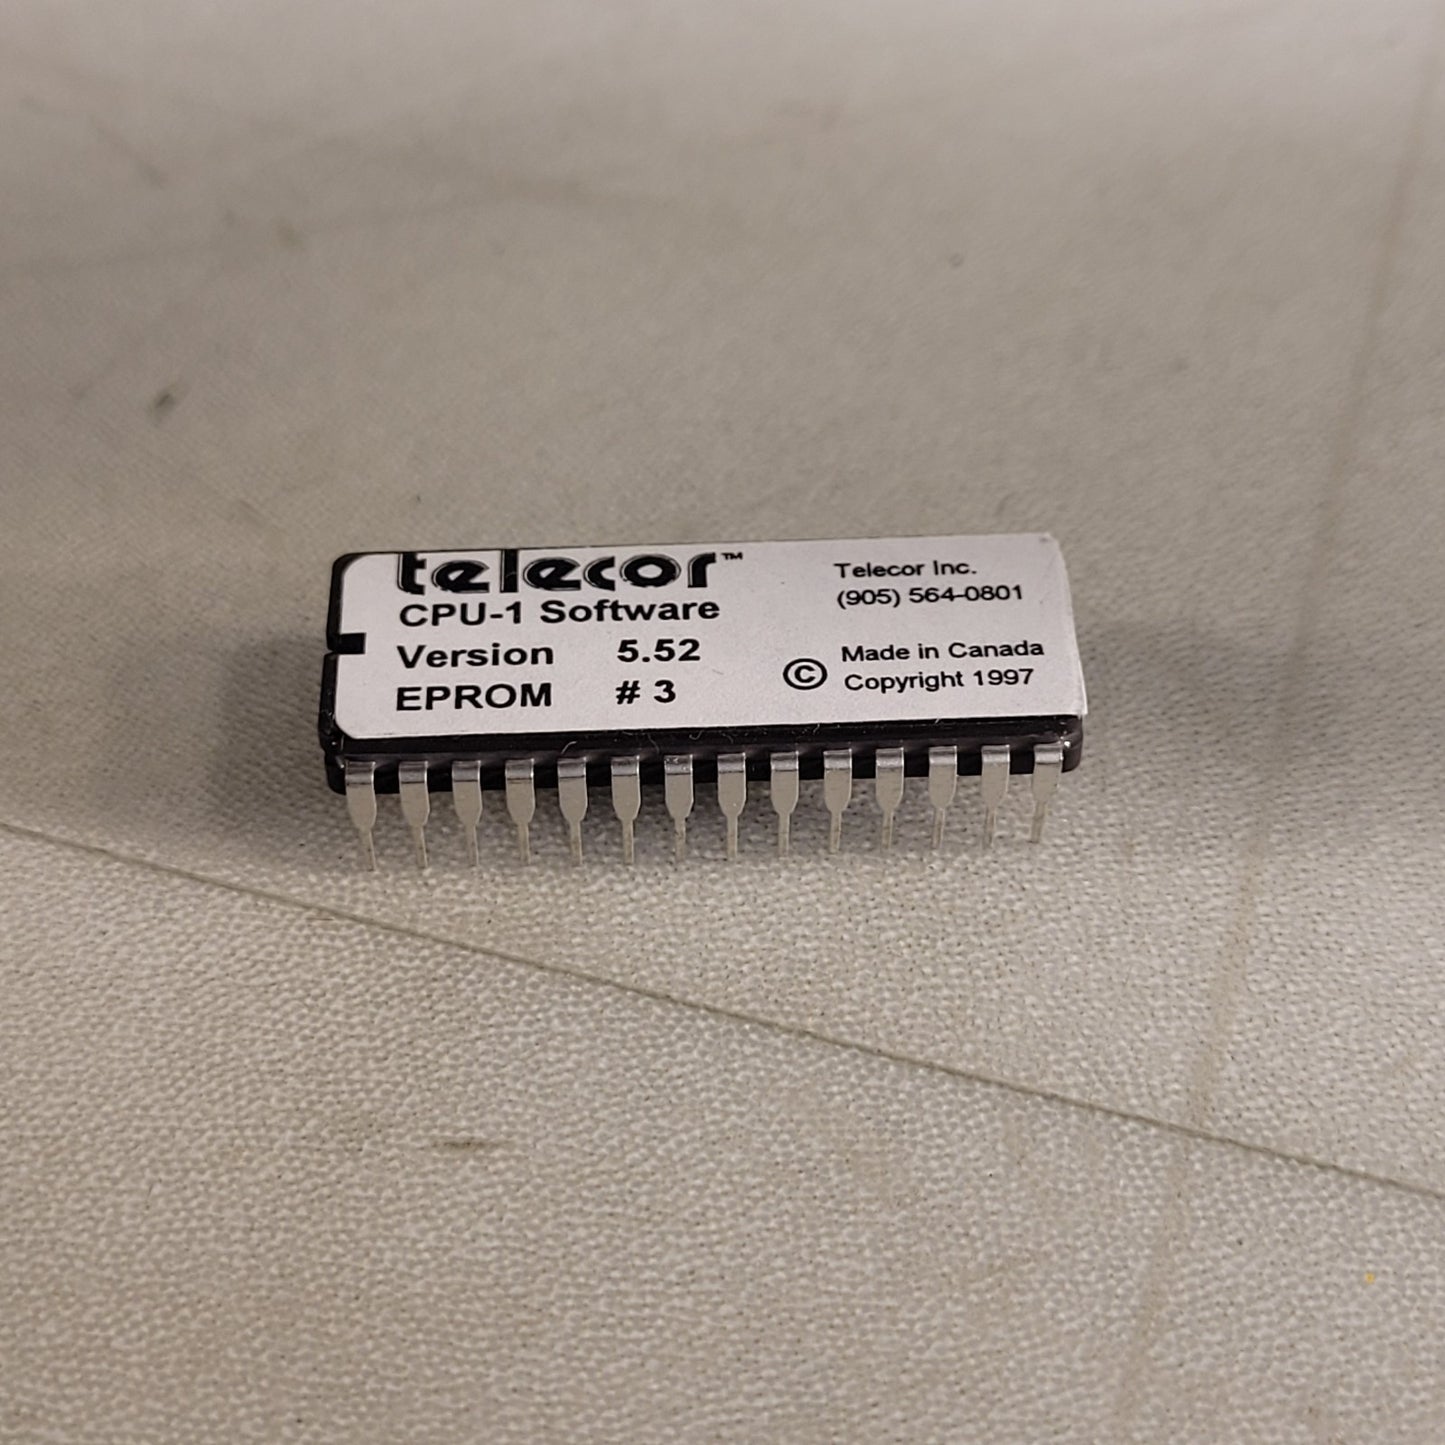 telecor™
CPU-1 Software
Version 5.52
EPROM # 3
Telecor Inc.
(905) 564-0801
© Made in Canada
Copyright 1997